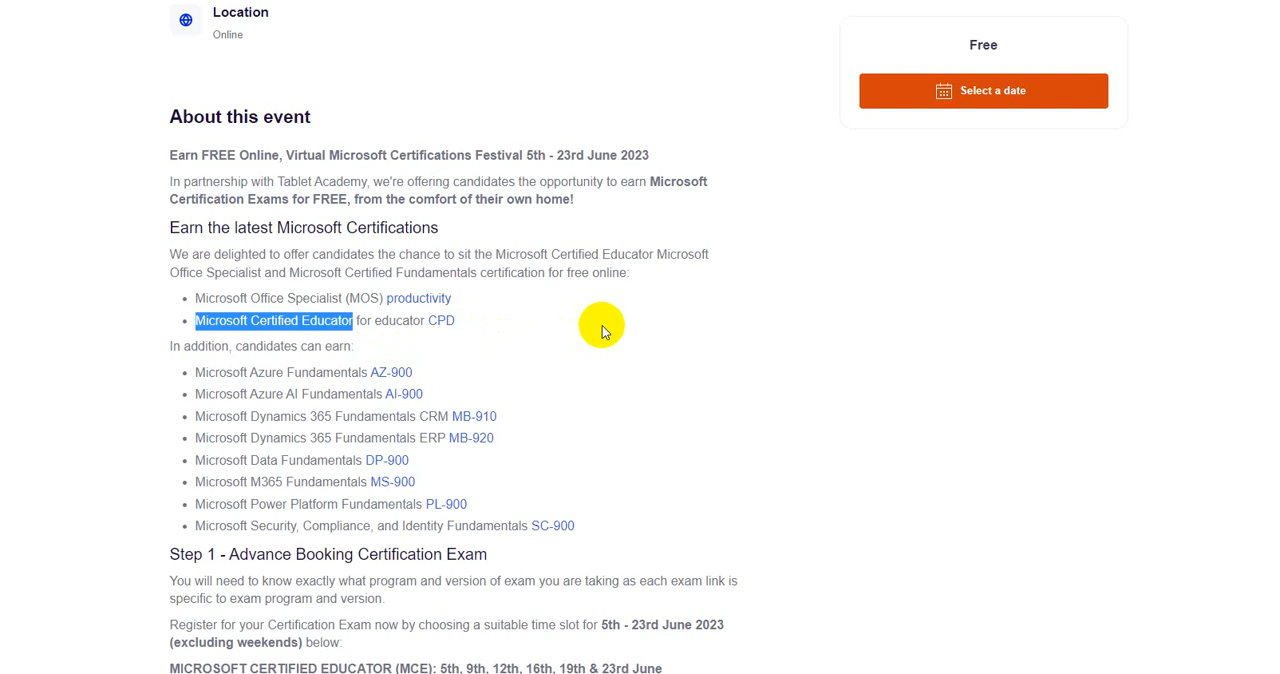 Location
Online
Free
Select a date
About this event
Earn FREE Online, Virtual Microsoft Certifications Festival 5th - 23rd June 2023
In partnership with Tablet Academy, we're offering candidates the opportunity to earn Microsoft
Certification Exams for FREE, from the comfort of their own home!
Earn the latest Microsoft Certifications
We are delighted to offer candidates the chance to sit the Microsoft Certified Educator Microsoft
Office Specialist and Microsoft Certified Fundamentals certification for free online:
Microsoft Office Specialist (MOS) productivity
Microsoft Certified Educator for educator CPD
In addition, candidates can earn:
Microsoft Azure Fundamentals AZ-900
Microsoft Azure AI Fundamentals AI-900
Microsoft Dynamics 365 Fundamentals CRM MB-910
Microsoft Dynamics 365 Fundamentals ERP MB-920
Microsoft Data Fundamentals DP-900
Microsoft M365 Fundamentals MS-900
Microsoft Power Platform Fundamentals PL-900
Microsoft Security, Compliance, and Identity Fundamentals SC-900
Step 1 - Advance Booking Certification Exam
You will need to know exactly what program and version of exam you are taking as each exam link is
specific to exam program and version.
Register for your Certification Exam now by choosing a suitable time slot for 5th - 23rd June 2023
(excluding weekends) below:
MICROSOFT CERTIFIED EDUCATOR (MCE): 5th, 9th, 12th, 16th, 19th & 23rd June